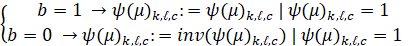 b = 1 → ψ(μ)_{k,ℓ,c} := ψ(μ)_{k,ℓ,c} | ψ(μ)_{k,ℓ,c} = 1
b = 0 → ψ(μ)_{k,ℓ,c} := inv(ψ(μ)_{k,ℓ,c}) | ψ(μ)_{k,ℓ,c} = 1